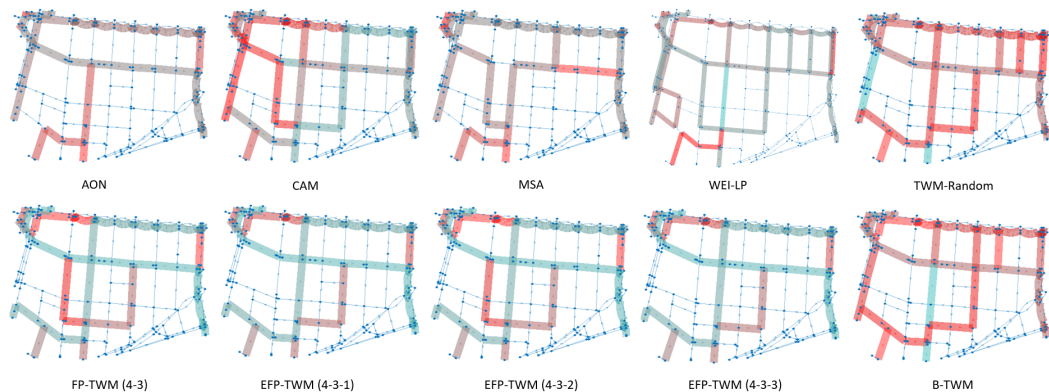 AON
CAM
MSA
WEI-LP
TWM-Random
FP-TWM (4-3)
EFP-TWM (4-3-1)
EFP-TWM (4-3-2)
EFP-TWM (4-3-3)
B-TWM